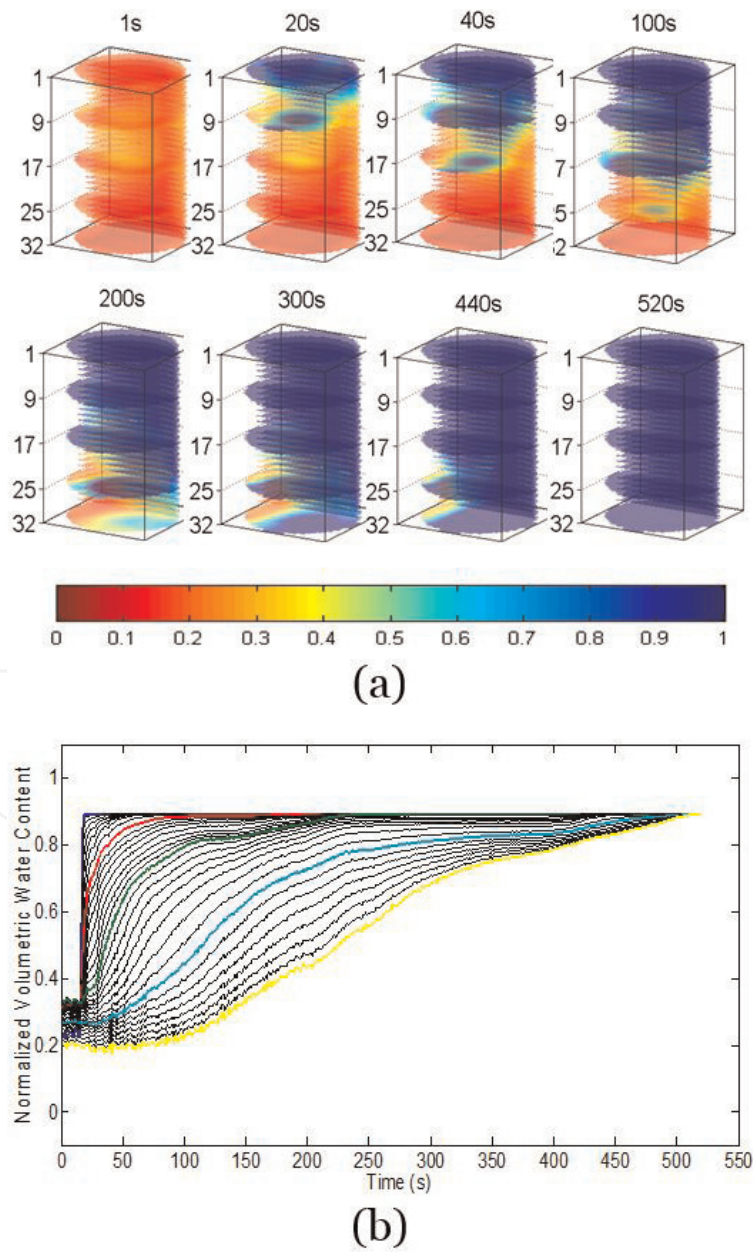 1s 20s 40s 100s
1 1 1 1
9 9 9 9
17 17 17 7
25 25 25 5
32 32 32 2
200s 300s 440s 520s
1 1 1 1
9 9 9 9
17 17 17 17
25 25 25 25
32 32 32 32
0 0.1 0.2 0.3 0.4 0.5 0.6 0.7 0.8 0.9 1
(a)
Normalized Volumetric Water Content
1
0.8
0.6
0.4
0.2
0
0 50 100 150 200 250 300 350 400 450 500 550
Time (s)
(b)